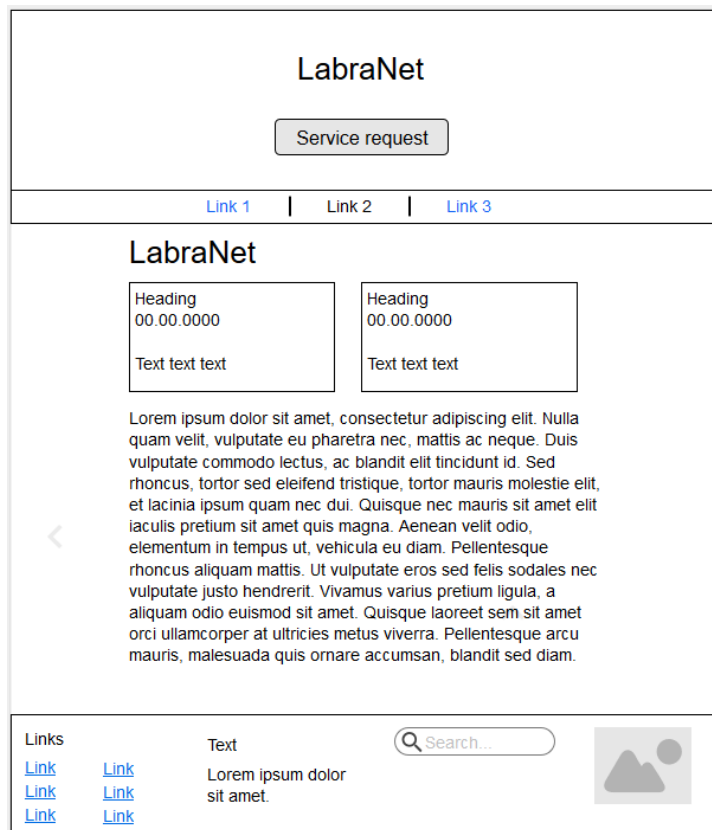 LabraNet
Service request
Link 1 | Link 2 | Link 3
LabraNet
Heading
00.00.0000
Text text text
Heading
00.00.0000
Text text text
Lorem ipsum dolor sit amet, consectetur adipiscing elit. Nulla
quam velit, vulputate eu pharetra nec, mattis ac neque. Duis
vulputate commodo lectus, ac blandit elit tincidunt id. Sed
rhoncus, tortor sed eleifend tristique, tortor mauris molestie elit,
et lacinia ipsum quam nec dui. Quisque nec mauris sit amet elit
iaculis pretium sit amet quis magna. Aenean velit odio,
elementum in tempus ut, vehicula eu diam. Pellentesque
rhoncus aliquam mattis. Ut vulputate eros sed felis sodales nec
vulputate justo hendrerit. Vivamus varius pretium ligula, a
aliquam odio euismod sit amet. Quisque laoreet sem sit amet
orci ullamcorper at ultricies metus viverra. Pellentesque arcu
mauris, malesuada quis ornare accumsan, blandit sed diam.
Links
Link Link
Link Link
Link Link
Text
Lorem ipsum dolor
sit amet.
Search...